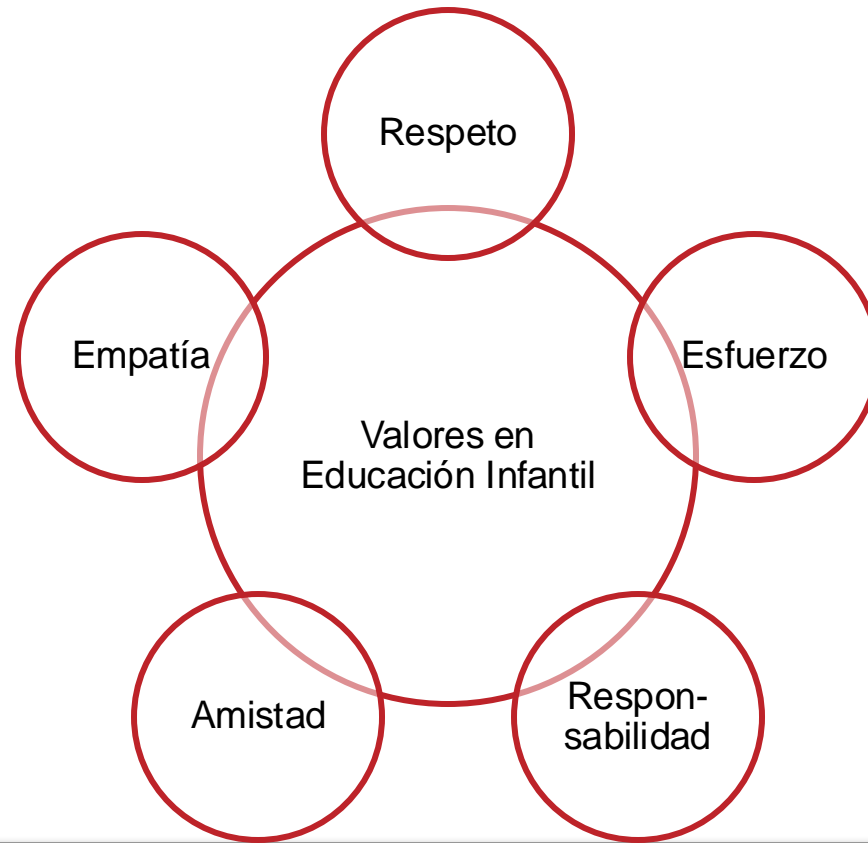 Respeto
Empatía
Esfuerzo
Valores en
Educación Infantil
Amistad
Respon-
sabilidad